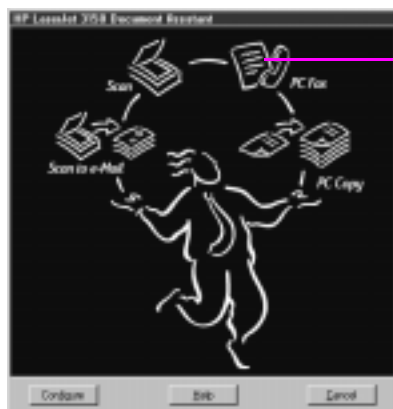 HP LaserJet 3150 Document Assistant
Scan
PC Fax
Scan to e-Mail
PC Copy
Configure Help Cancel